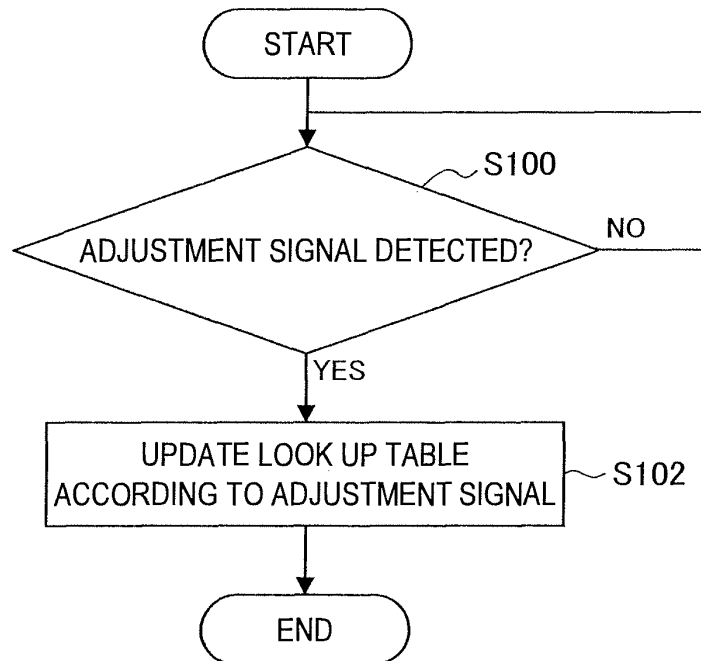 START
S100
ADJUSTMENT SIGNAL DETECTED?
NO
YES
UPDATE LOOK UP TABLE
ACCORDING TO ADJUSTMENT SIGNAL
S102
END